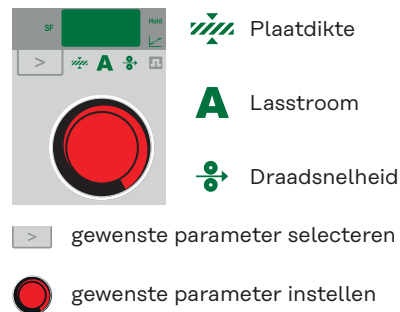 SF
Hold
> A
Plaatdikte
A Lasstroom
Draadsnelheid
> gewenste parameter selecteren
gewenste parameter instellen